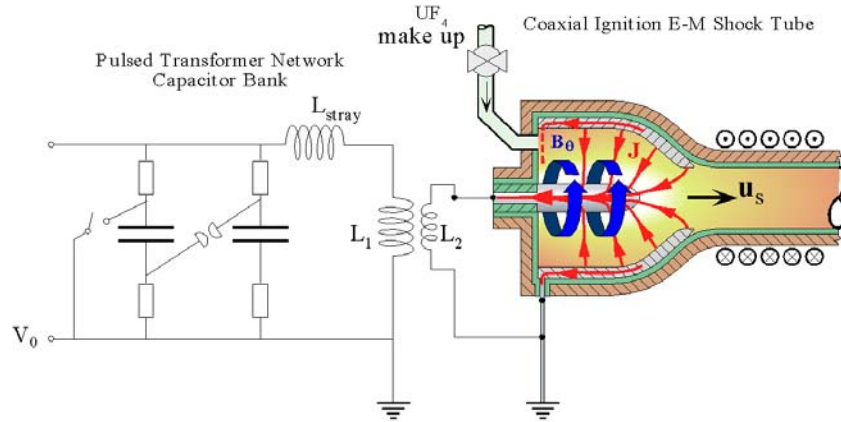 UF4
make up
Coaxial Ignition E-M Shock Tube
Pulsed Transformer Network
Capacitor Bank
Lstray
Bθ
J
us
L1
L2
V0